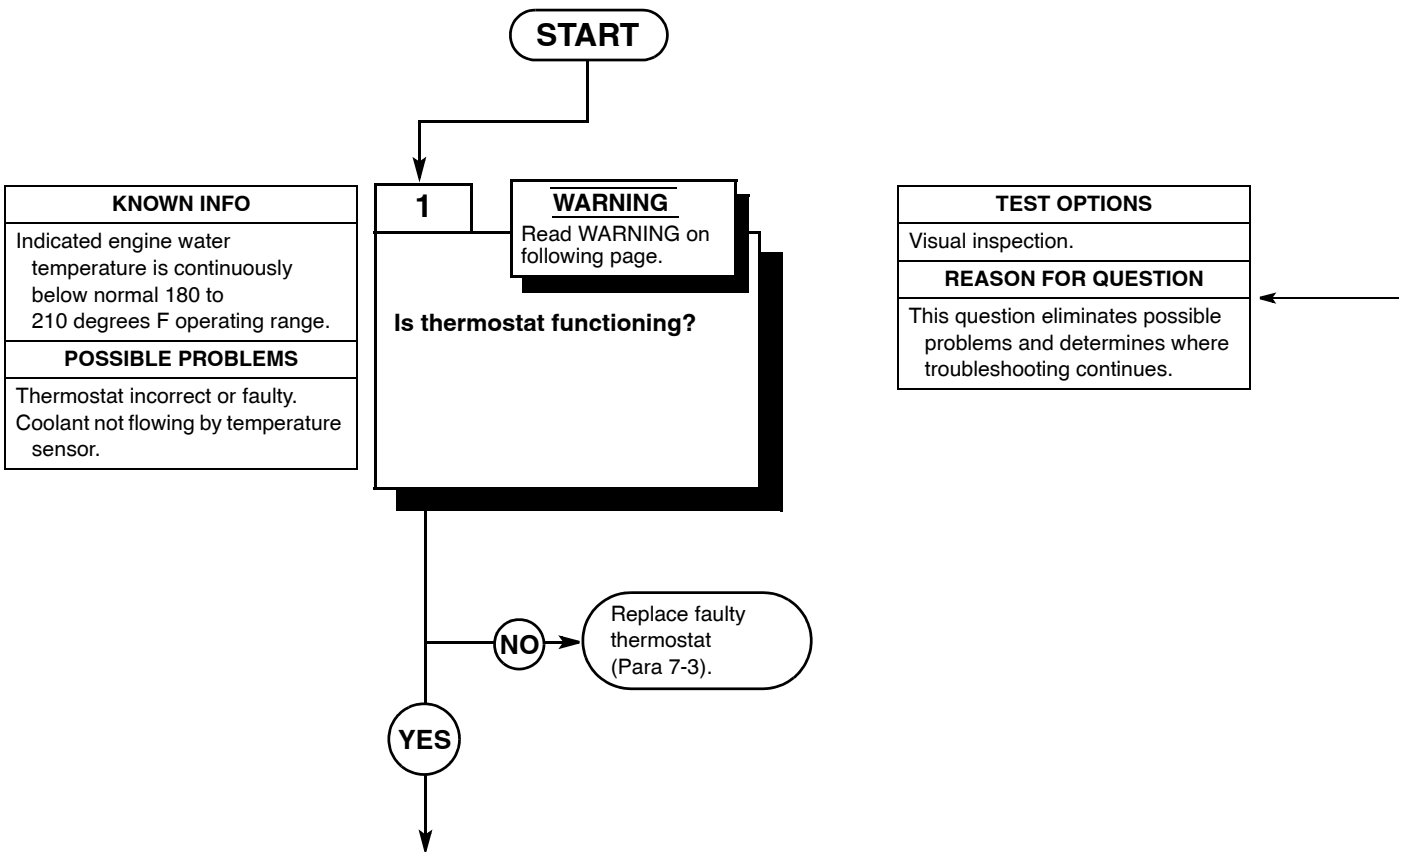 START
KNOWN INFO
Indicated engine water
temperature is continuously
below normal 180 to
210 degrees F operating range.
POSSIBLE PROBLEMS
Thermostat incorrect or faulty.
Coolant not flowing by temperature
sensor.
1
WARNING
Read WARNING on
following page.
Is thermostat functioning?
TEST OPTIONS
Visual inspection.
REASON FOR QUESTION
This question eliminates possible
problems and determines where
troubleshooting continues.
NO
Replace faulty
thermostat
(Para 7-3).
YES